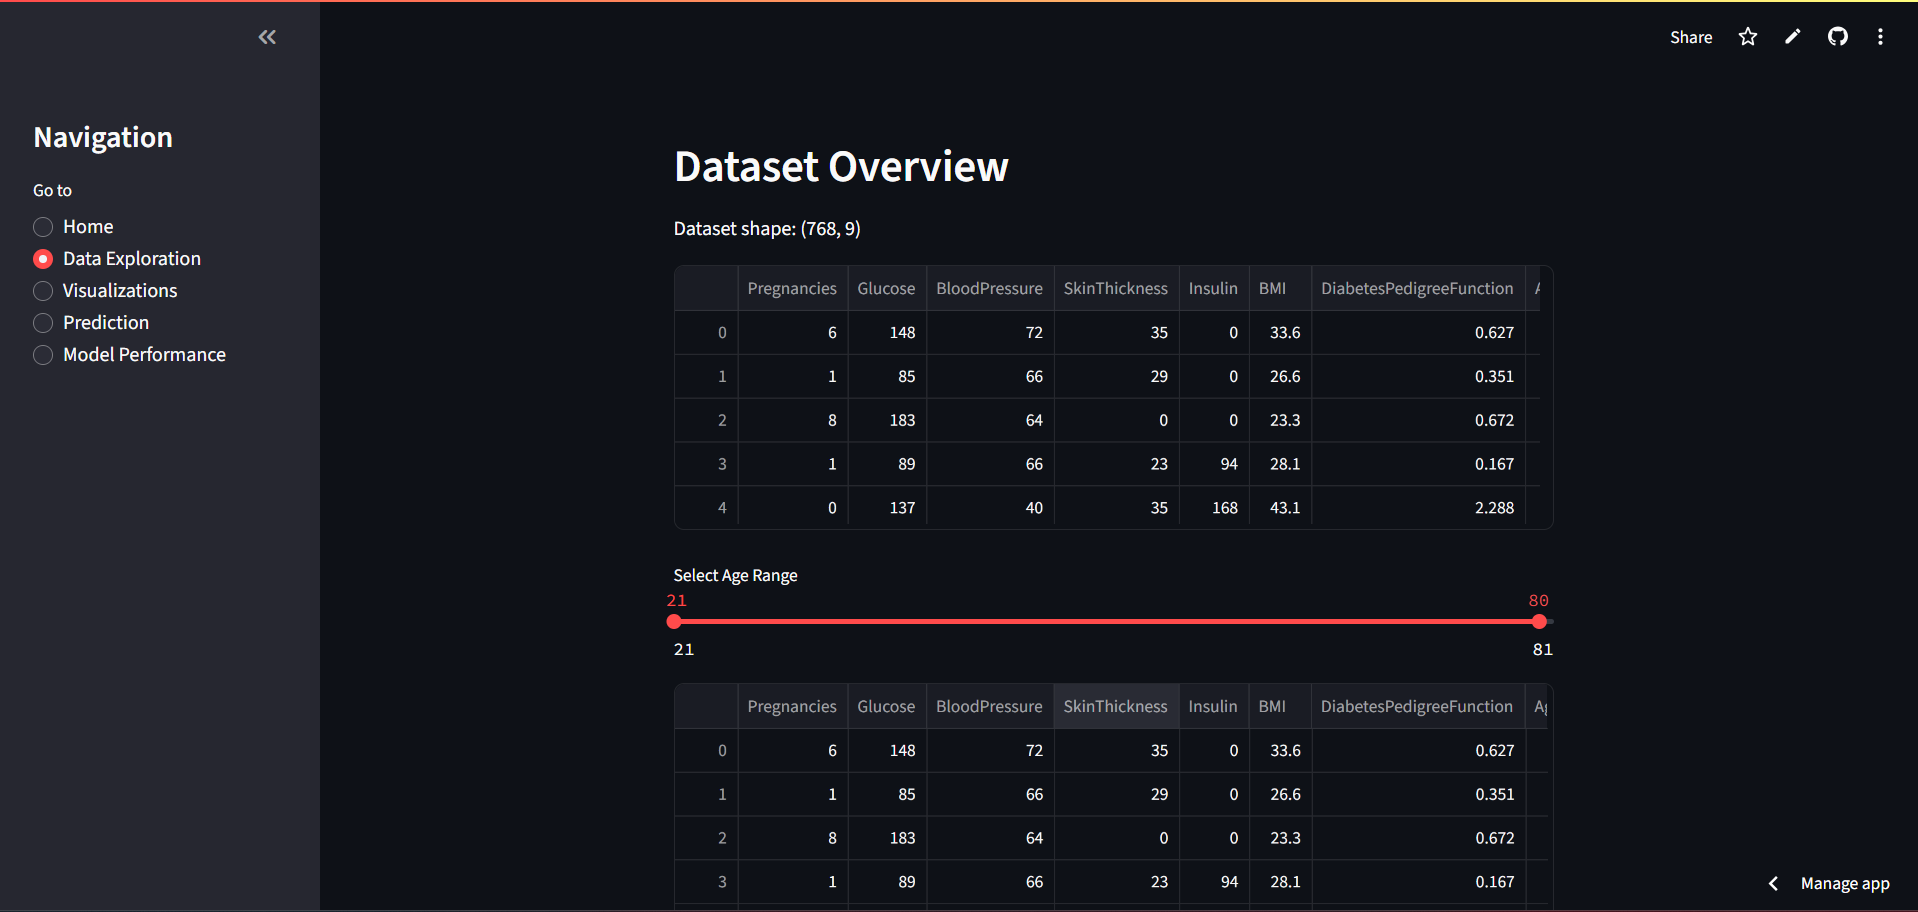 Share
Navigation
Go to
Home
Data Exploration
Visualizations
Prediction
Model Performance
Dataset Overview
Dataset shape: (768, 9)
Pregnancies Glucose BloodPressure SkinThickness Insulin BMI DiabetesPedigreeFunction
0 6 148 72 35 0 33.6 0.627
1 1 85 66 29 0 26.6 0.351
2 8 183 64 0 0 23.3 0.672
3 1 89 66 23 94 28.1 0.167
4 0 137 40 35 168 43.1 2.288
Select Age Range
21 80
21 81
Pregnancies Glucose BloodPressure SkinThickness Insulin BMI DiabetesPedigreeFunction
0 6 148 72 35 0 33.6 0.627
1 1 85 66 29 0 26.6 0.351
2 8 183 64 0 0 23.3 0.672
3 1 89 66 23 94 28.1 0.167
Manage app